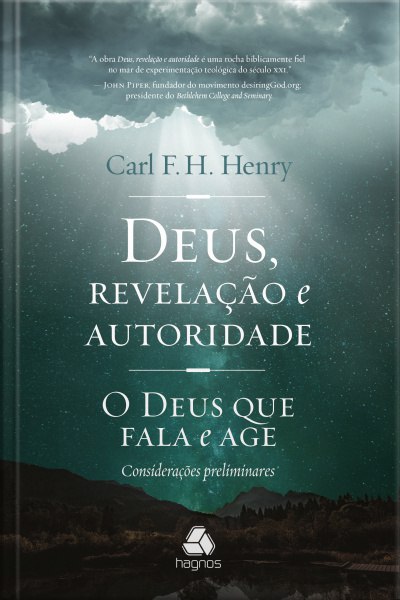 “A obra Deus, revelação e autoridade é uma rocha biblicamente fiel
no mar de experimentação teológica do século XXI.”
— JOHN PIPER, fundador do movimento desiringGod.org;
presidente do Bethlehem College and Seminary.
Carl F. H. Henry
DEUS,
REVELAÇÃO e
AUTORIDADE
O DEUS QUE
FALA e AGE
Considerações preliminares
hagnos